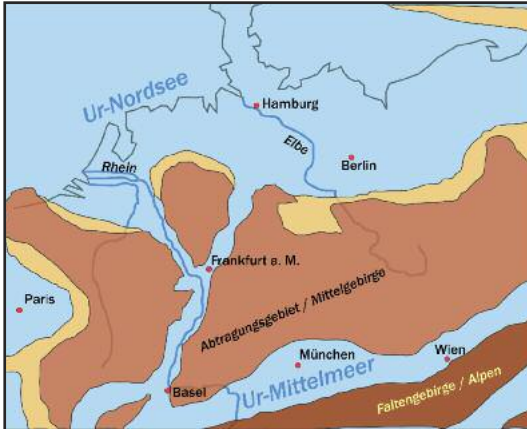 Ur-Nordsee
Hamburg
Elbe
Berlin
Rhein
Frankfurt a. M.
Paris
Abtragungsgebiet / Mittelgebirge
München
Wien
Basel
Ur-Mittelmeer
Faltengebirge / Alpen